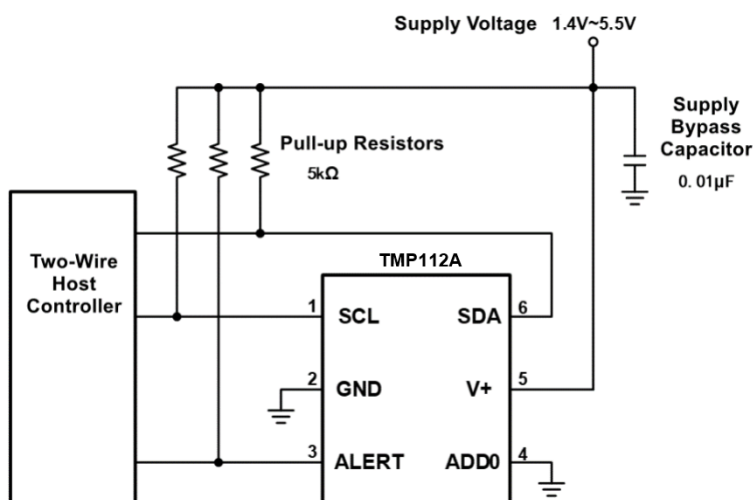 Supply Voltage 1.4V~5.5V
Supply
Bypass
Capacitor
0.01µF
Pull-up Resistors
5kΩ
Two-Wire
Host
Controller
TMP112A
1 SCL SDA 6
2 GND V+ 5
3 ALERT ADD0 4